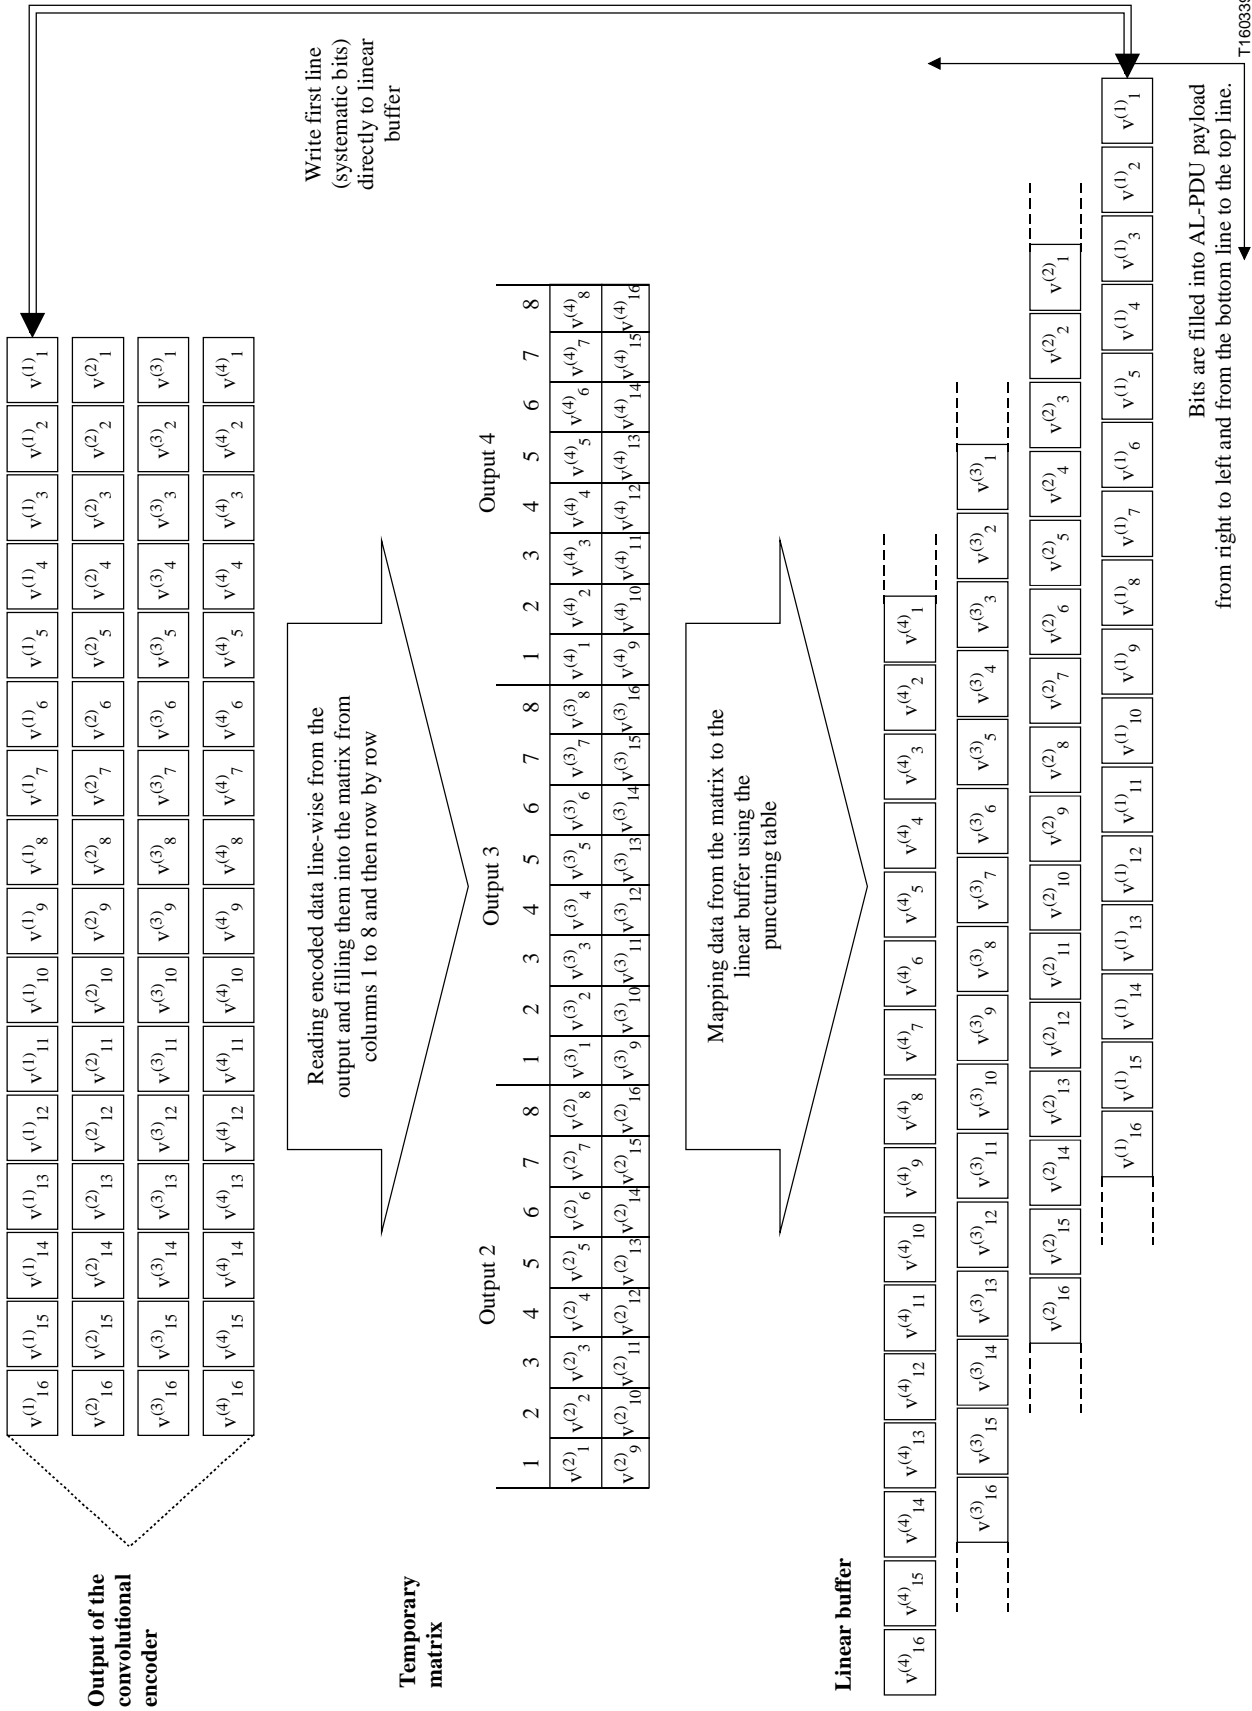 Output of the
convolutional
encoder
v⁽¹⁾₁₆ v⁽¹⁾₁₅ v⁽¹⁾₁₄ v⁽¹⁾₁₃ v⁽¹⁾₁₂ v⁽¹⁾₁₁ v⁽¹⁾₁₀ v⁽¹⁾₉ v⁽¹⁾₈ v⁽¹⁾₇ v⁽¹⁾₆ v⁽¹⁾₅ v⁽¹⁾₄ v⁽¹⁾₃ v⁽¹⁾₂ v⁽¹⁾₁
v⁽²⁾₁₆ v⁽²⁾₁₅ v⁽²⁾₁₄ v⁽²⁾₁₃ v⁽²⁾₁₂ v⁽²⁾₁₁ v⁽²⁾₁₀ v⁽²⁾₉ v⁽²⁾₈ v⁽²⁾₇ v⁽²⁾₆ v⁽²⁾₅ v⁽²⁾₄ v⁽²⁾₃ v⁽²⁾₂ v⁽²⁾₁
v⁽³⁾₁₆ v⁽³⁾₁₅ v⁽³⁾₁₄ v⁽³⁾₁₃ v⁽³⁾₁₂ v⁽³⁾₁₁ v⁽³⁾₁₀ v⁽³⁾₉ v⁽³⁾₈ v⁽³⁾₇ v⁽³⁾₆ v⁽³⁾₅ v⁽³⁾₄ v⁽³⁾₃ v⁽³⁾₂ v⁽³⁾₁
v⁽⁴⁾₁₆ v⁽⁴⁾₁₅ v⁽⁴⁾₁₄ v⁽⁴⁾₁₃ v⁽⁴⁾₁₂ v⁽⁴⁾₁₁ v⁽⁴⁾₁₀ v⁽⁴⁾₉ v⁽⁴⁾₈ v⁽⁴⁾₇ v⁽⁴⁾₆ v⁽⁴⁾₅ v⁽⁴⁾₄ v⁽⁴⁾₃ v⁽⁴⁾₂ v⁽⁴⁾₁
Reading encoded data line-wise from the
output and filling them into the matrix from
columns 1 to 8 and then row by row
Write first line
(systematic bits)
directly to linear
buffer
Temporary
matrix
Output 2 Output 3 Output 4
1 2 3 4 5 6 7 8 1 2 3 4 5 6 7 8 1 2 3 4 5 6 7 8
v⁽²⁾₁ v⁽²⁾₂ v⁽²⁾₃ v⁽²⁾₄ v⁽²⁾₅ v⁽²⁾₆ v⁽²⁾₇ v⁽²⁾₈ v⁽³⁾₁ v⁽³⁾₂ v⁽³⁾₃ v⁽³⁾₄ v⁽³⁾₅ v⁽³⁾₆ v⁽³⁾₇ v⁽³⁾₈ v⁽⁴⁾₁ v⁽⁴⁾₂ v⁽⁴⁾₃ v⁽⁴⁾₄ v⁽⁴⁾₅ v⁽⁴⁾₆ v⁽⁴⁾₇ v⁽⁴⁾₈
v⁽²⁾₉ v⁽²⁾₁₀ v⁽²⁾₁₁ v⁽²⁾₁₂ v⁽²⁾₁₃ v⁽²⁾₁₄ v⁽²⁾₁₅ v⁽²⁾₁₆ v⁽³⁾₉ v⁽³⁾₁₀ v⁽³⁾₁₁ v⁽³⁾₁₂ v⁽³⁾₁₃ v⁽³⁾₁₄ v⁽³⁾₁₅ v⁽³⁾₁₆ v⁽⁴⁾₉ v⁽⁴⁾₁₀ v⁽⁴⁾₁₁ v⁽⁴⁾₁₂ v⁽⁴⁾₁₃ v⁽⁴⁾₁₄ v⁽⁴⁾₁₅ v⁽⁴⁾₁₆
Mapping data from the matrix to the
linear buffer using the
puncturing table
Linear buffer
v⁽⁴⁾₁₆ v⁽⁴⁾₁₅ v⁽⁴⁾₁₄ v⁽⁴⁾₁₃ v⁽⁴⁾₁₂ v⁽⁴⁾₁₁ v⁽⁴⁾₁₀ v⁽⁴⁾₉ v⁽⁴⁾₈ v⁽⁴⁾₇ v⁽⁴⁾₆ v⁽⁴⁾₅ v⁽⁴⁾₄ v⁽⁴⁾₃ v⁽⁴⁾₂ v⁽⁴⁾₁
v⁽³⁾₁₆ v⁽³⁾₁₅ v⁽³⁾₁₄ v⁽³⁾₁₃ v⁽³⁾₁₂ v⁽³⁾₁₁ v⁽³⁾₁₀ v⁽³⁾₉ v⁽³⁾₈ v⁽³⁾₇ v⁽³⁾₆ v⁽³⁾₅ v⁽³⁾₄ v⁽³⁾₃ v⁽³⁾₂ v⁽³⁾₁
v⁽²⁾₁₆ v⁽²⁾₁₅ v⁽²⁾₁₄ v⁽²⁾₁₃ v⁽²⁾₁₂ v⁽²⁾₁₁ v⁽²⁾₁₀ v⁽²⁾₉ v⁽²⁾₈ v⁽²⁾₇ v⁽²⁾₆ v⁽²⁾₅ v⁽²⁾₄ v⁽²⁾₃ v⁽²⁾₂ v⁽²⁾₁
v⁽¹⁾₁₆ v⁽¹⁾₁₅ v⁽¹⁾₁₄ v⁽¹⁾₁₃ v⁽¹⁾₁₂ v⁽¹⁾₁₁ v⁽¹⁾₁₀ v⁽¹⁾₉ v⁽¹⁾₈ v⁽¹⁾₇ v⁽¹⁾₆ v⁽¹⁾₅ v⁽¹⁾₄ v⁽¹⁾₃ v⁽¹⁾₂ v⁽¹⁾₁
Bits are filled into AL-PDU payload
from right to left and from the bottom line to the top line.
T160339